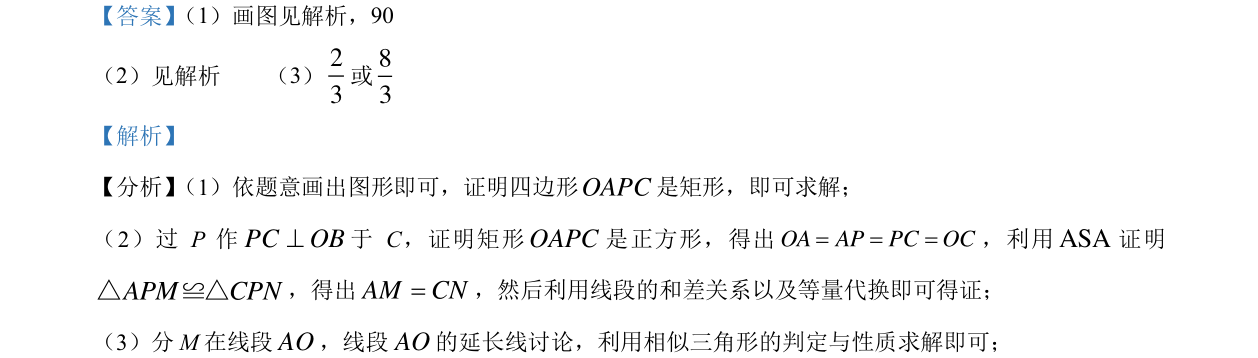 【答案】（1）画图见解析，90
（2）见解析 （3）2/3或8/3
【解析】
【分析】（1）依题意画出图形即可，证明四边形OAPC是矩形，即可求解；
（2）过 P 作PC⊥OB于 C，证明矩形OAPC是正方形，得出OA=AP=PC=OC，利用ASA证明
△APM≌△CPN，得出AM=CN，然后利用线段的和差关系以及等量代换即可得证；
（3）分M在线段AO，线段AO的延长线讨论，利用相似三角形的判定与性质求解即可；